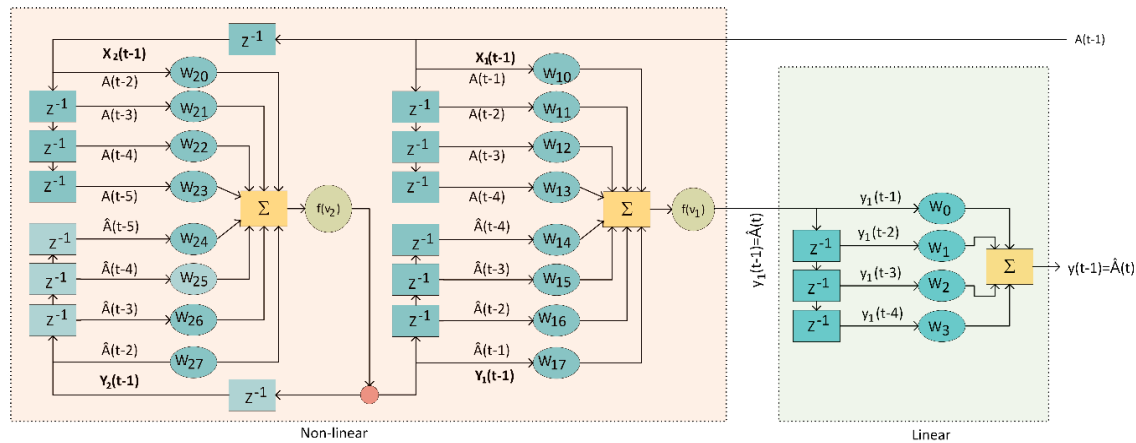 Z⁻¹
A(t-1)
X₂(t-1)
X₁(t-1)
A(t-2)
W₂₀
A(t-1)
W₁₀
Z⁻¹
A(t-3)
W₂₁
Z⁻¹
A(t-2)
W₁₁
Z⁻¹
A(t-4)
W₂₂
Z⁻¹
A(t-3)
W₁₂
Z⁻¹
A(t-5)
W₂₃
Z⁻¹
A(t-4)
W₁₃
Σ
f(v₂)
Σ
f(v₁)
Z⁻¹
Â(t-5)
W₂₄
Z⁻¹
Â(t-4)
W₁₄
Z⁻¹
Â(t-4)
W₂₅
Z⁻¹
Â(t-3)
W₁₅
Z⁻¹
Â(t-3)
W₂₆
Z⁻¹
Â(t-2)
W₁₆
Â(t-2)
W₂₇
Â(t-1)
W₁₇
Y₂(t-1)
Z⁻¹
Y₁(t-1)
Non-linear
y₁(t-1)=Â(t)
y₁(t-1)
W₀
Z⁻¹
y₁(t-2)
W₁
Z⁻¹
y₁(t-3)
W₂
Z⁻¹
y₁(t-4)
W₃
Σ
y(t-1)=Â(t)
Linear